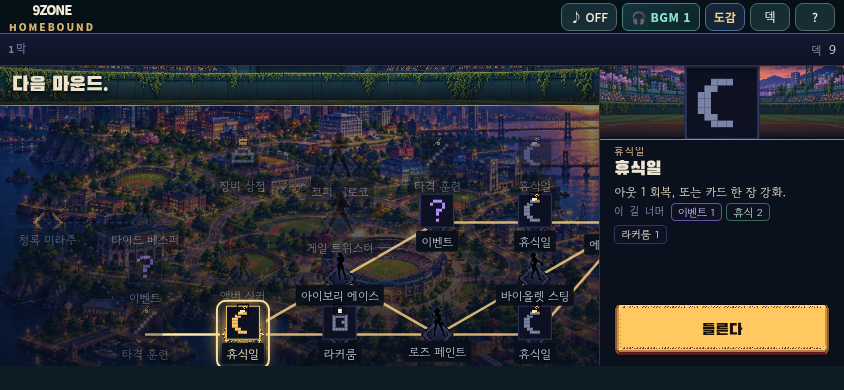 9ZONE
HOMEBOUND
♪ OFF
🎧 BGM 1
도감
덱
?
1막
덱 9
다음 마운드.
장비 상점
타격 훈련
휴식일
청록 미라주
타이드 베스퍼
게일 트위스터
이벤트
휴식일
이벤트
아이보리 에이스
바이올렛 스팅
타격 훈련
휴식일
라커룸
로즈 페인트
휴식일
휴식일
휴식일
아웃 1 회복, 또는 카드 한 장 강화.
이 길 너머
이벤트 1
휴식 2
라커룸 1
들른다